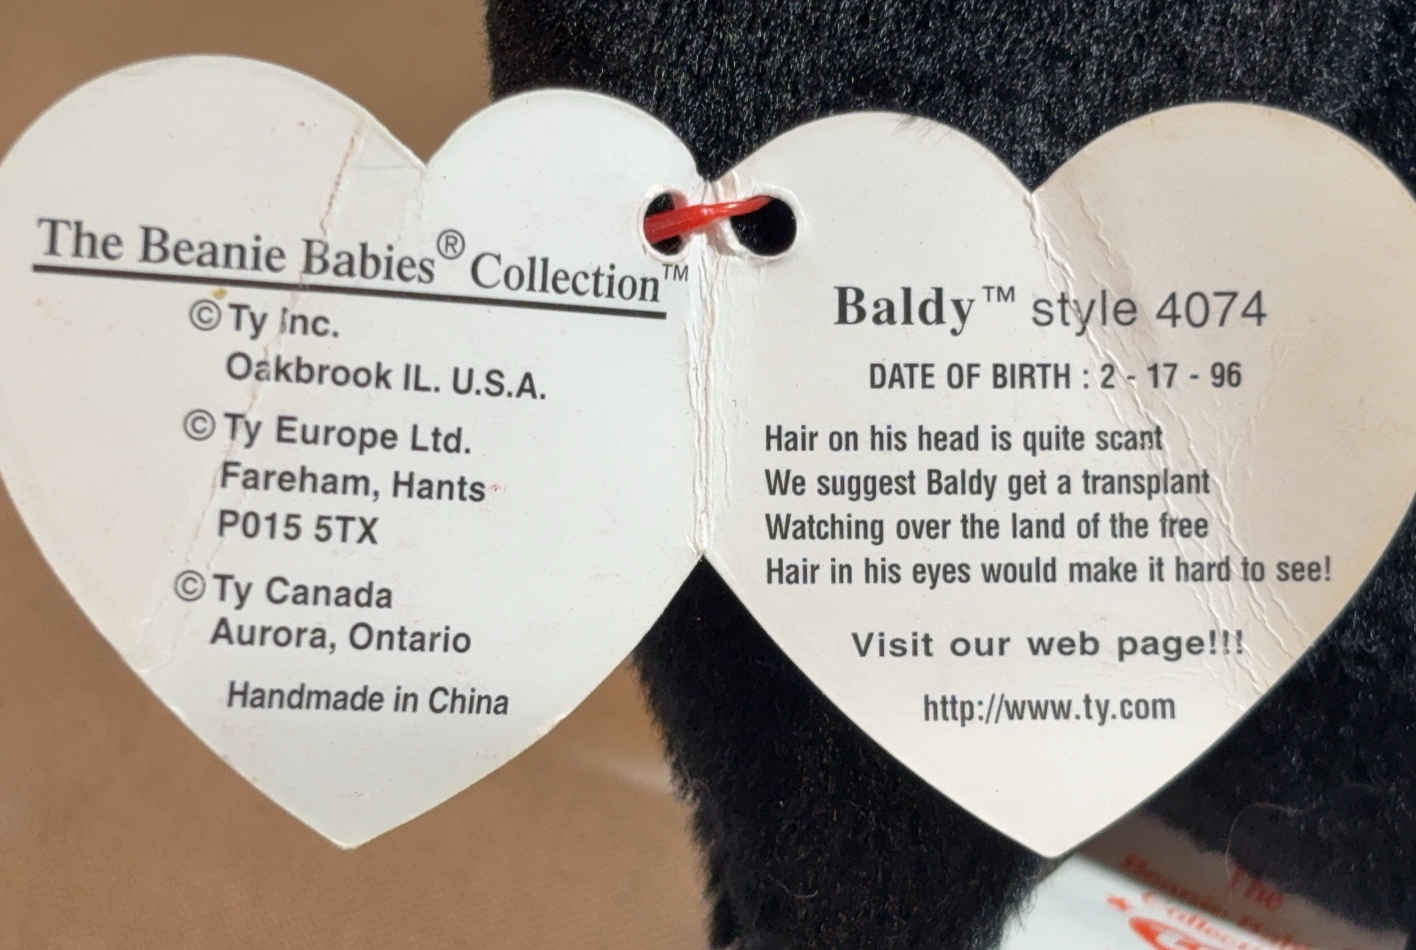 The Beanie Babies® Collection™
© Ty Inc.
Oakbrook IL. U.S.A.
© Ty Europe Ltd.
Fareham, Hants
P015 5TX
© Ty Canada
Aurora, Ontario
Handmade in China
Baldy™ style 4074
DATE OF BIRTH : 2 - 17 - 96
Hair on his head is quite scant
We suggest Baldy get a transplant
Watching over the land of the free
Hair in his eyes would make it hard to see!
Visit our web page!!!
http://www.ty.com
The